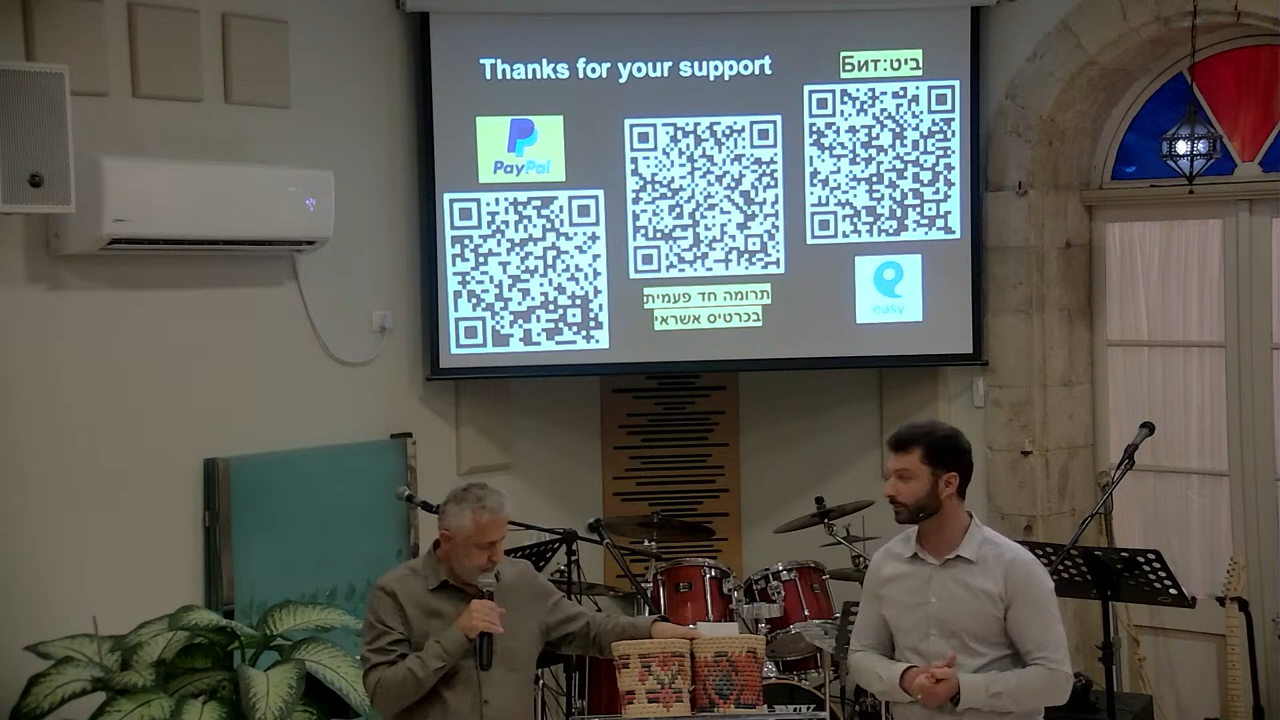 Thanks for your support
Бит:ביט
PayPal
תרומה חד פעמית
בכרטיס אשראי
easy